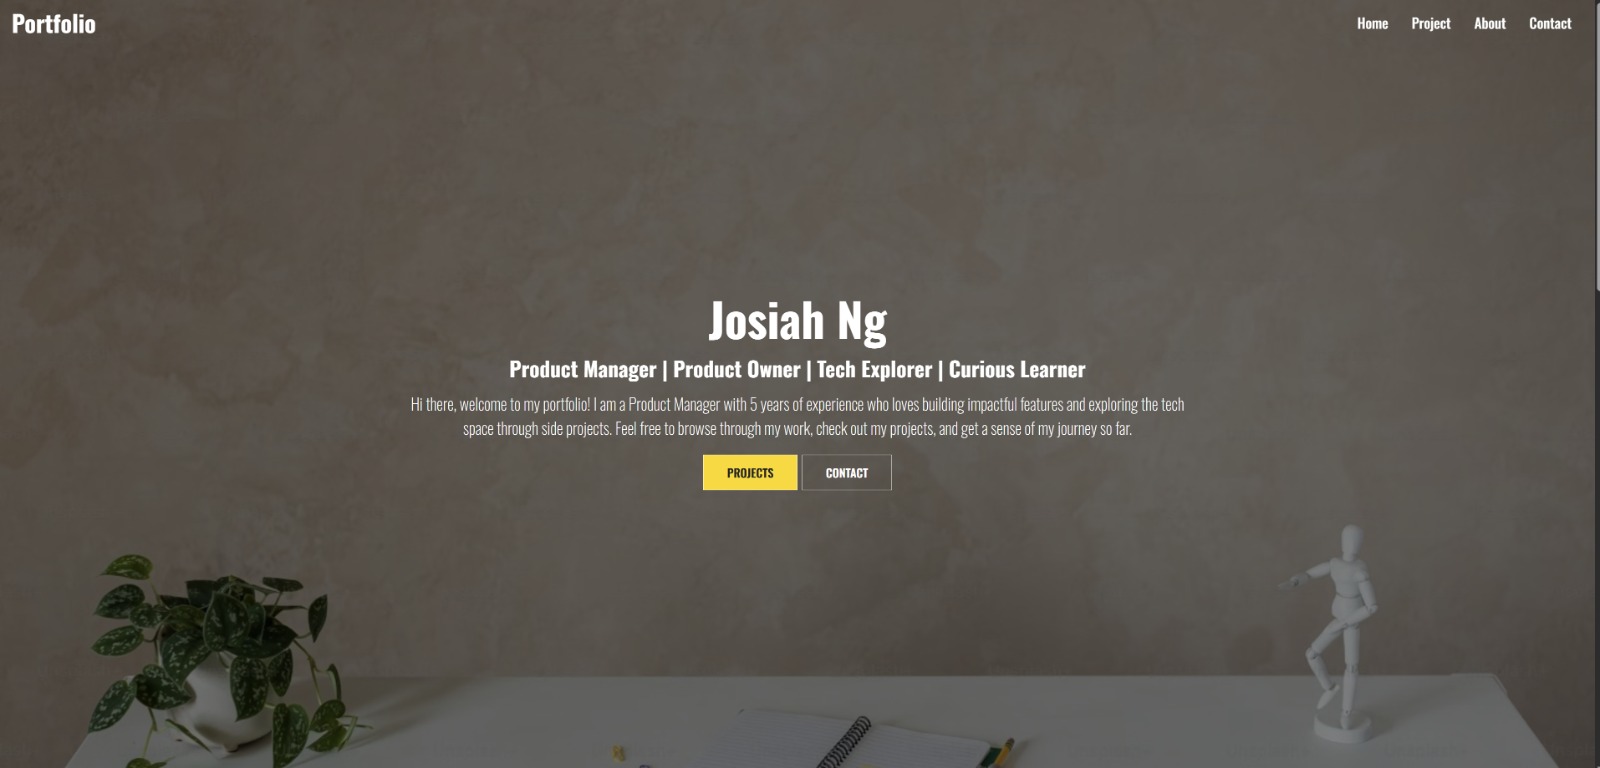 Portfolio
Home Project About Contact
Josiah Ng
Product Manager | Product Owner | Tech Explorer | Curious Learner
Hi there, welcome to my portfolio! I am a Product Manager with 5 years of experience who loves building impactful features and exploring the tech
space through side projects. Feel free to browse through my work, check out my projects, and get a sense of my journey so far.
PROJECTS CONTACT